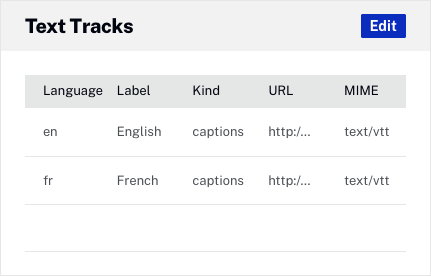 Text Tracks Edit
Language Label Kind URL MIME
en English captions http:/... text/vtt
fr French captions http:/... text/vtt